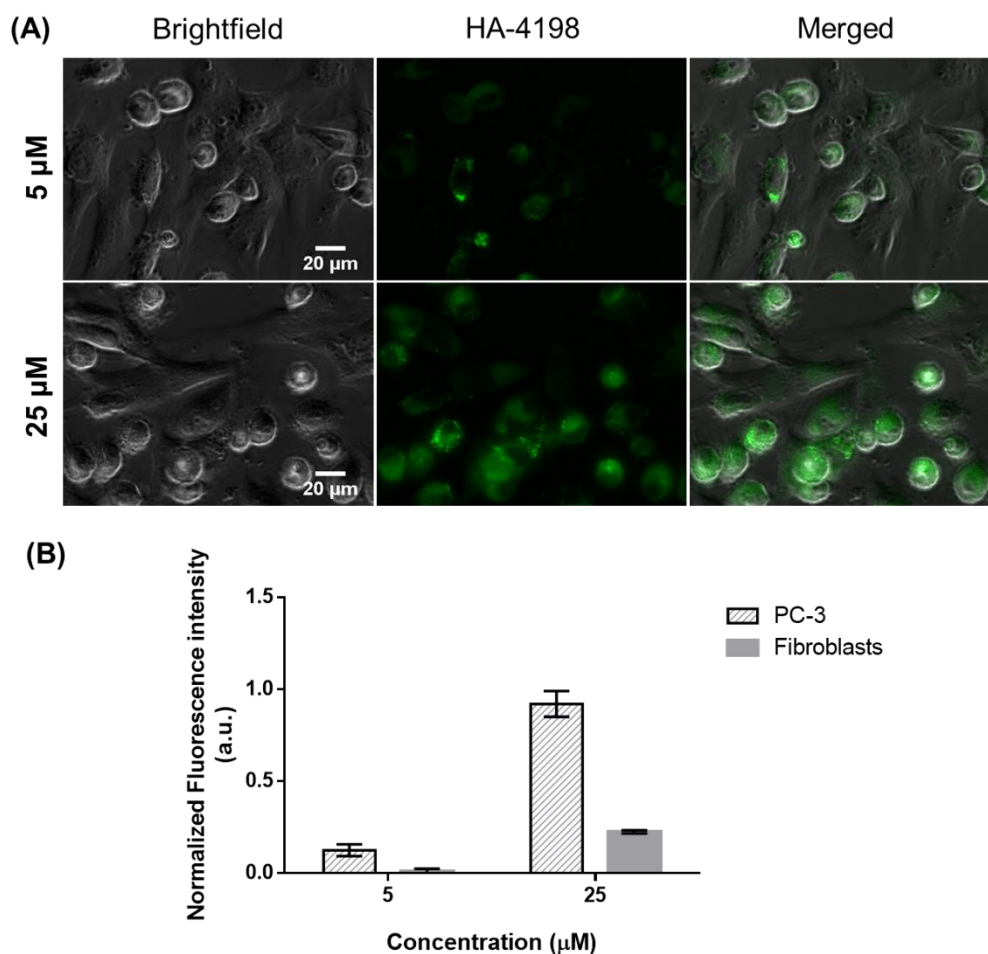 (A)
Brightfield
HA-4198
Merged
5 µM
20 µm
25 µM
20 µm
(B)
Normalized Fluorescence intensity
(a.u.)
1.5
1.0
0.5
0.0
5
25
Concentration (µM)
PC-3
Fibroblasts